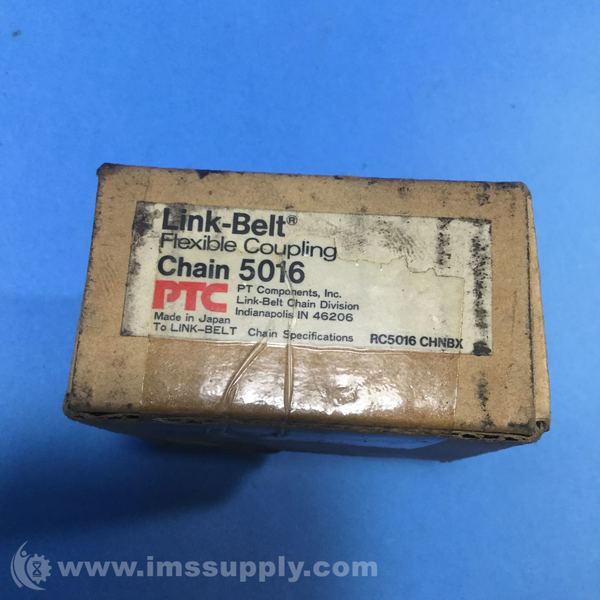 Link-Belt®
Flexible Coupling
Chain 5016
PTC
PT Components, Inc.
Link-Belt Chain Division
Indianapolis IN 46206
Made in Japan
To LINK-BELT Chain Specifications RC5016 CHNBX
www.imssupply.com